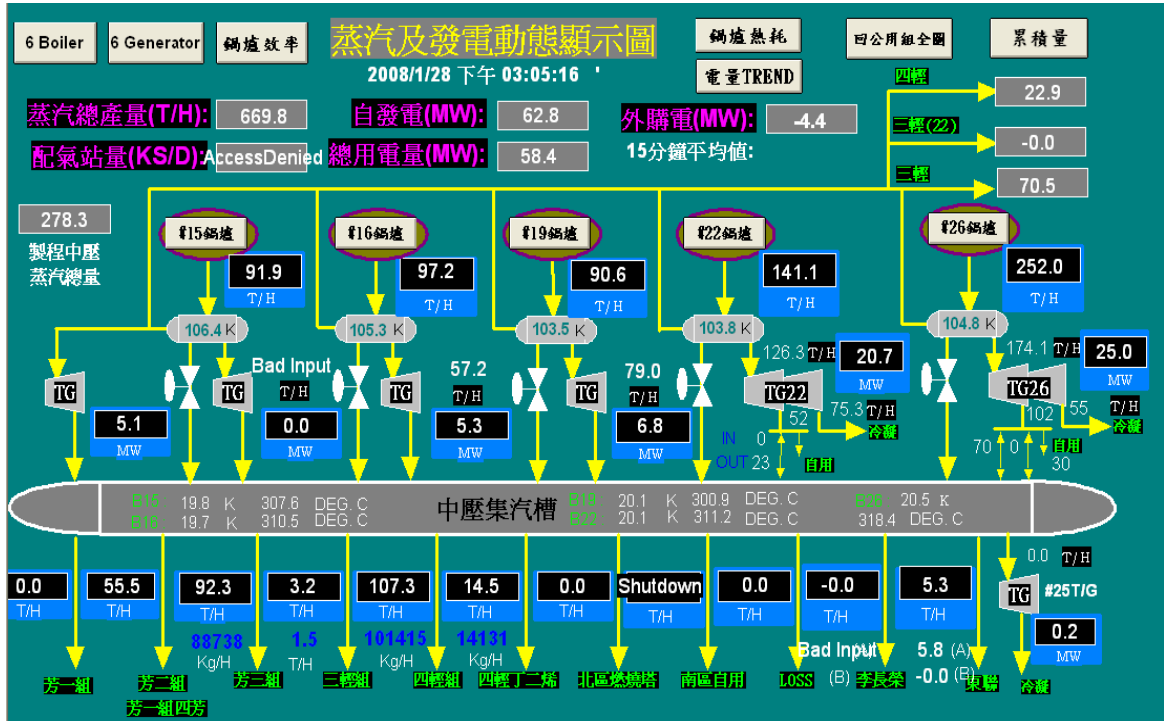 6 Boiler 6 Generator 鍋爐效率 蒸汽及發電動態顯示圖 鍋爐熱耗 四公用組全圖 累積量
2008/1/28 下午 03:05:16 '
電量TREND
四輕 22.9
蒸汽總產量(T/H): 669.8 自發電(MW): 62.8 外購電(MW): -4.4
三輕(22) -0.0
配氣站量(KS/D): AccessDenied 總用電量(MW): 58.4 15分鐘平均值:
三輕 70.5
278.3
製程中壓
蒸汽總量
#15鍋爐 #16鍋爐 #19鍋爐 #22鍋爐 #26鍋爐
91.9 97.2 90.6 141.1 252.0
T/H T/H T/H T/H T/H
106.4 K 105.3 K 103.5 K 103.8 K 104.8 K
126.3 T/H 20.7 MW 174.1 T/H 25.0 MW
Bad Input T/H 57.2 T/H 79.0 T/H
TG TG TG TG TG22 TG26
52 75.3 T/H 冷凝 102 55 T/H 冷凝
5.1 0.0 5.3 6.8
MW MW MW MW
IN 0
OUT 23 自用
70 0 自用 30
B15 19.8 K 307.6 DEG. C 中壓集汽槽 B19: 20.1 K 300.9 DEG. C B26: 20.5 K
B16 19.7 K 310.5 DEG. C B22: 20.1 K 311.2 DEG. C 318.4 DEG. C
0.0 T/H
TG #25T/G
0.2
MW
冷凝
0.0 55.5 92.3 3.2 107.3 14.5 0.0 Shutdown 0.0 -0.0 5.3
T/H T/H T/H T/H T/H T/H T/H T/H T/H T/H T/H
88738 1.5 101415 14131
Kg/H T/H Kg/H Kg/H
Bad Input 5.8 (A)
(B) -0.0 (B)
芳一組 芳二組 芳三組 三輕組 四輕組 四輕丁二烯 北區燃燒塔 南區自用 LOSS 李長榮 東聯
芳一組四芳